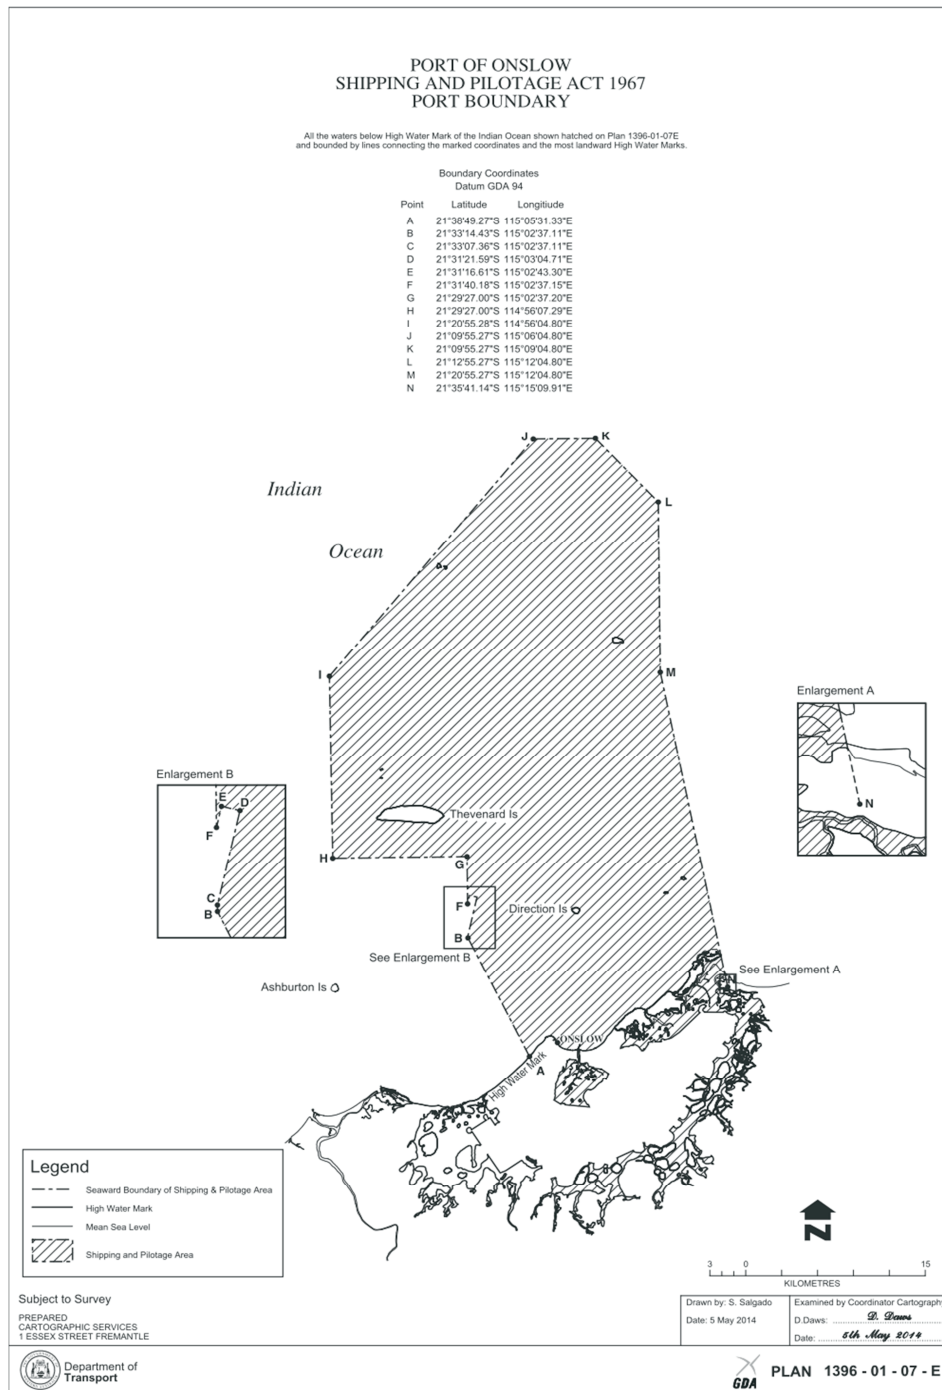 PORT OF ONSLOW
SHIPPING AND PILOTAGE ACT 1967
PORT BOUNDARY
All the waters below High Water Mark of the Indian Ocean shown hatched on Plan 1396-01-07E
and bounded by lines connecting the marked coordinates and the most landward High Water Marks.
Boundary Coordinates
Datum GDA 94
Point Latitude Longitiude
A 21°38'49.27"S 115°05'31.33"E
B 21°33'14.43"S 115°02'37.11"E
C 21°33'07.36"S 115°02'37.11"E
D 21°31'21.59"S 115°03'04.71"E
E 21°31'16.61"S 115°02'43.30"E
F 21°31'40.18"S 115°02'37.15"E
G 21°29'27.00"S 115°02'37.20"E
H 21°29'27.00"S 114°56'07.29"E
I 21°20'55.28"S 114°56'04.80"E
J 21°09'55.27"S 115°06'04.80"E
K 21°09'55.27"S 115°09'04.80"E
L 21°12'55.27"S 115°12'04.80"E
M 21°20'55.27"S 115°12'04.80"E
N 21°35'41.14"S 115°15'09.91"E
J K
Indian
L
Ocean
I
M
Enlargement A
N
Enlargement B
E D
F
C
B
Thevenard Is
H
G
F
Direction Is
B
See Enlargement B
See Enlargement A
N
Ashburton Is
ONSLOW
A
High Water Mark
Legend
Seaward Boundary of Shipping & Pilotage Area
High Water Mark
Mean Sea Level
Shipping and Pilotage Area
N
3 0 15
KILOMETRES
Subject to Survey
PREPARED
CARTOGRAPHIC SERVICES
1 ESSEX STREET FREMANTLE
Drawn by: S. Salgado
Date: 5 May 2014
Examined by Coordinator Cartography
D.Daws: D. Daws
Date: 5th May 2014
Department of
Transport
GDA
PLAN 1396 - 01 - 07 - E